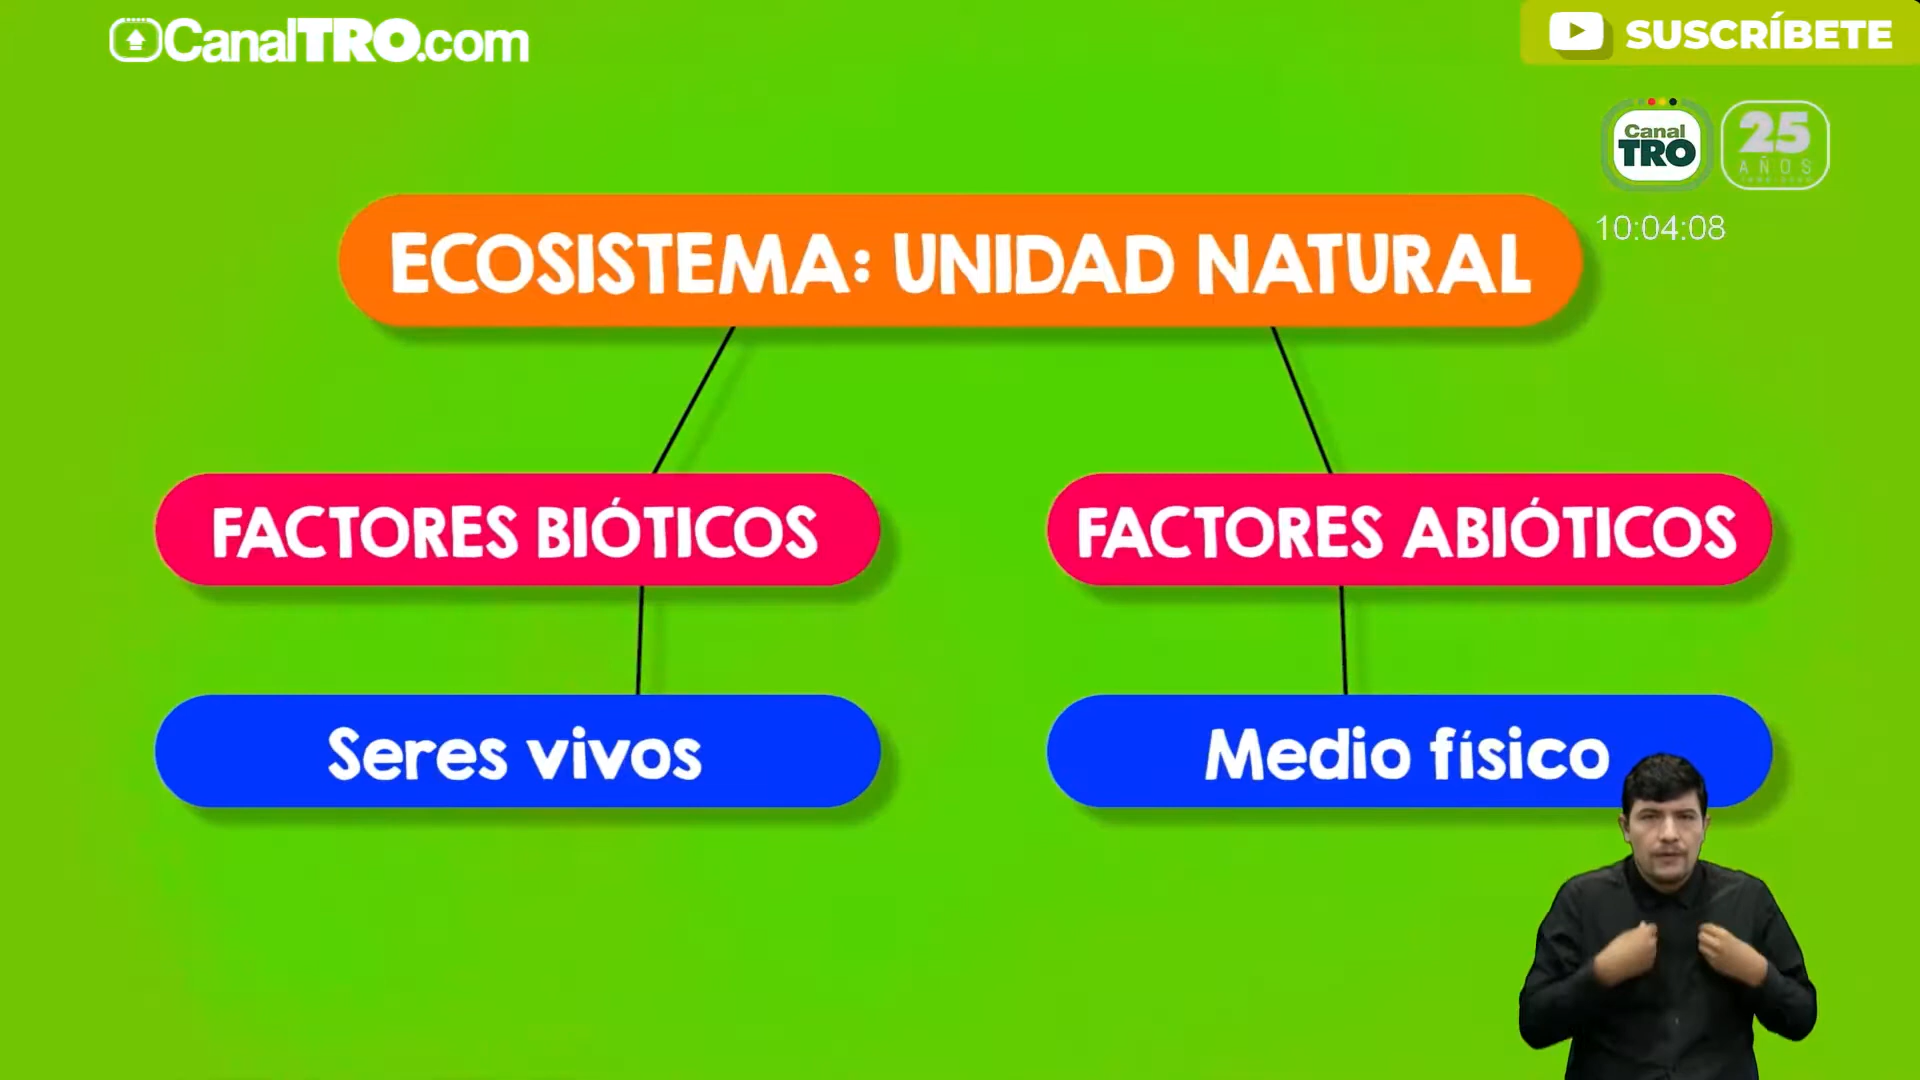 CanalTRO.com
SUSCRÍBETE
Canal
TRO
25
AÑOS
10:04:08
ECOSISTEMA: UNIDAD NATURAL
FACTORES BIÓTICOS
FACTORES ABIÓTICOS
Seres vivos
Medio físico